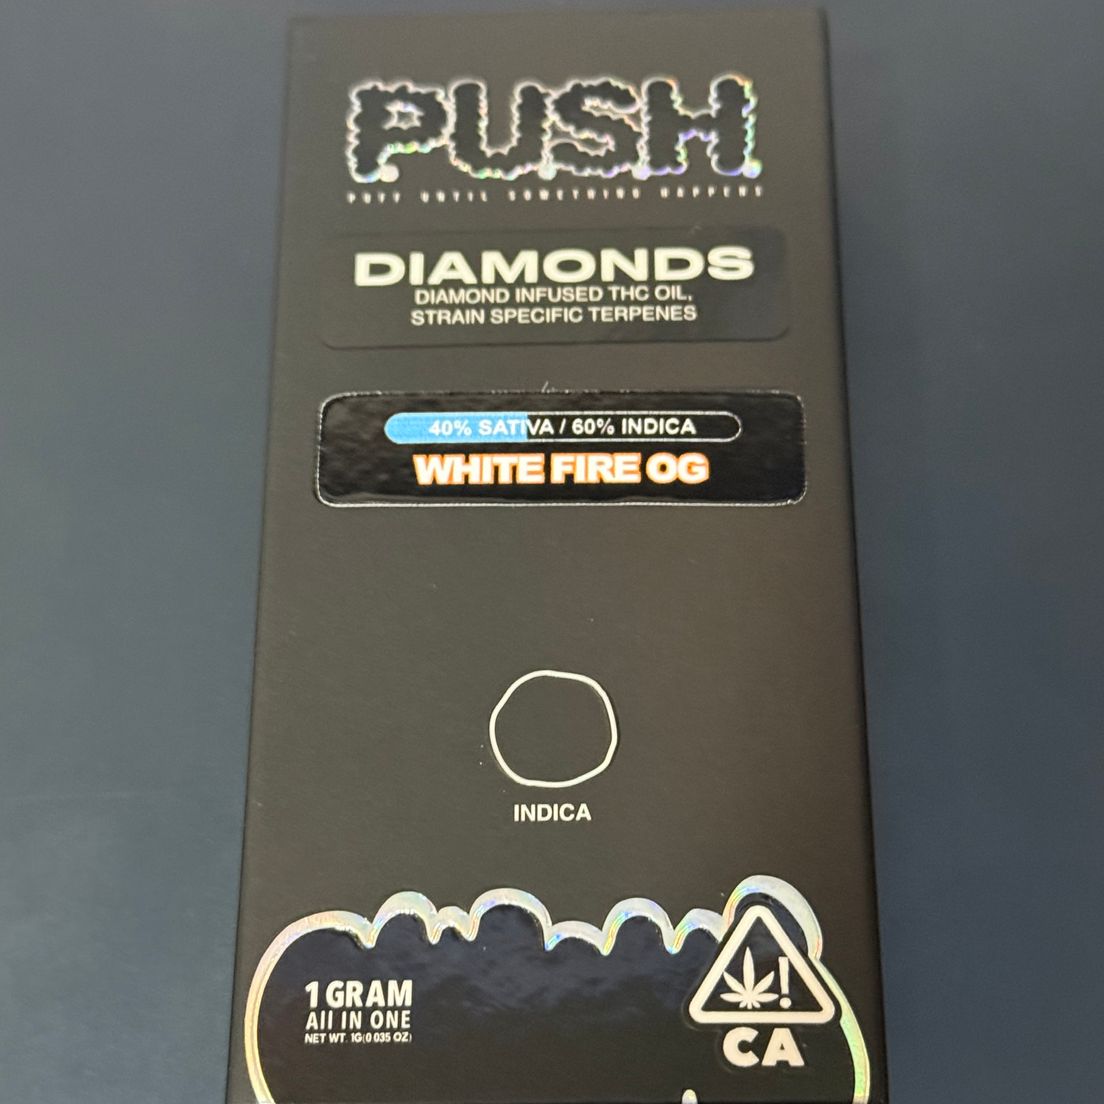 PUSH
PUFF UNTIL SOMETHING HAPPENS
DIAMONDS
DIAMOND INFUSED THC OIL,
STRAIN SPECIFIC TERPENES
40% SATIVA / 60% INDICA
WHITE FIRE OG
INDICA
1 GRAM
All IN ONE
NET WT. 1G(0.035 OZ)
!
CA